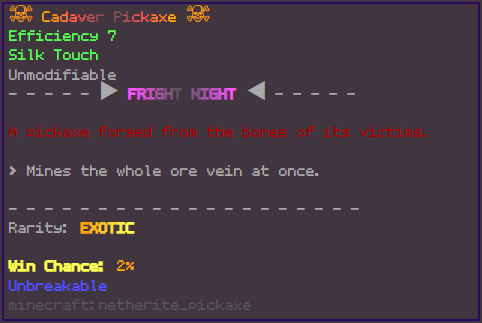 ☠ Cadaver Pickaxe ☠
Efficiency 7
Silk Touch
Unmodifiable
- - - - - ▶ FRIGHT NIGHT ◀ - - - - -
A pickaxe forged from the bones of its victims.
> Mines the whole ore vein at once.
- - - - - - - - - - - - - - - - - - - - -
Rarity: EXOTIC
Win Chance: 2%
Unbreakable
minecraft:netherite_pickaxe